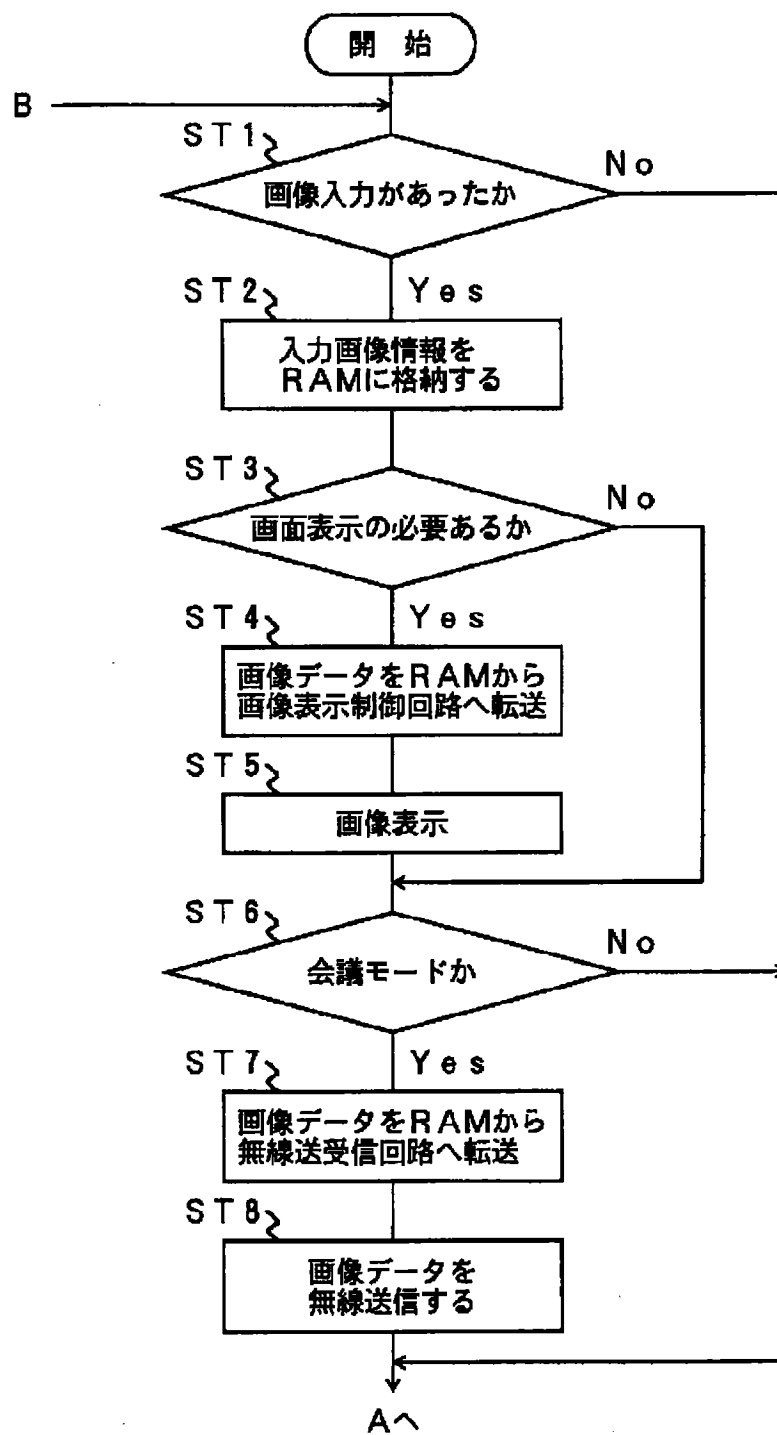 開 始
B
ST1
画像入力があったか
No
Yes
ST2
入力画像情報を
RAMに格納する
ST3
画面表示の必要あるか
No
Yes
ST4
画像データをRAMから
画像表示制御回路へ転送
ST5
画像表示
ST6
会議モードか
No
Yes
ST7
画像データをRAMから
無線送受信回路へ転送
ST8
画像データを
無線送信する
Aへ